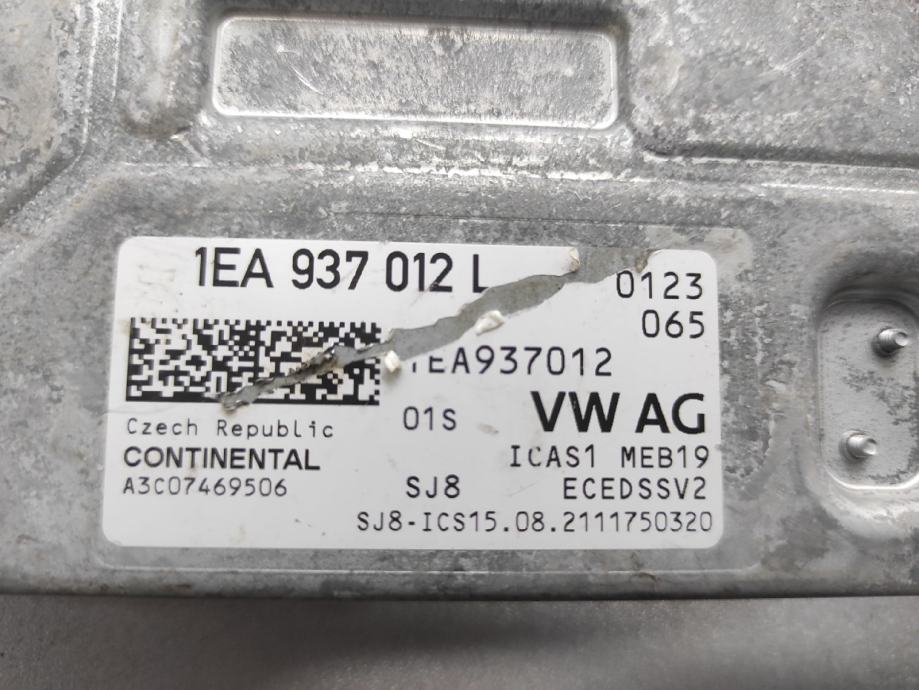 1EA 937 012 L
0123
065
1EA937012
01S
VW AG
Czech Republic
ICAS1 MEB19
CONTINENTAL
A3C07469506
SJ8
ECEDSSV2
SJ8-ICS15.08.2111750320